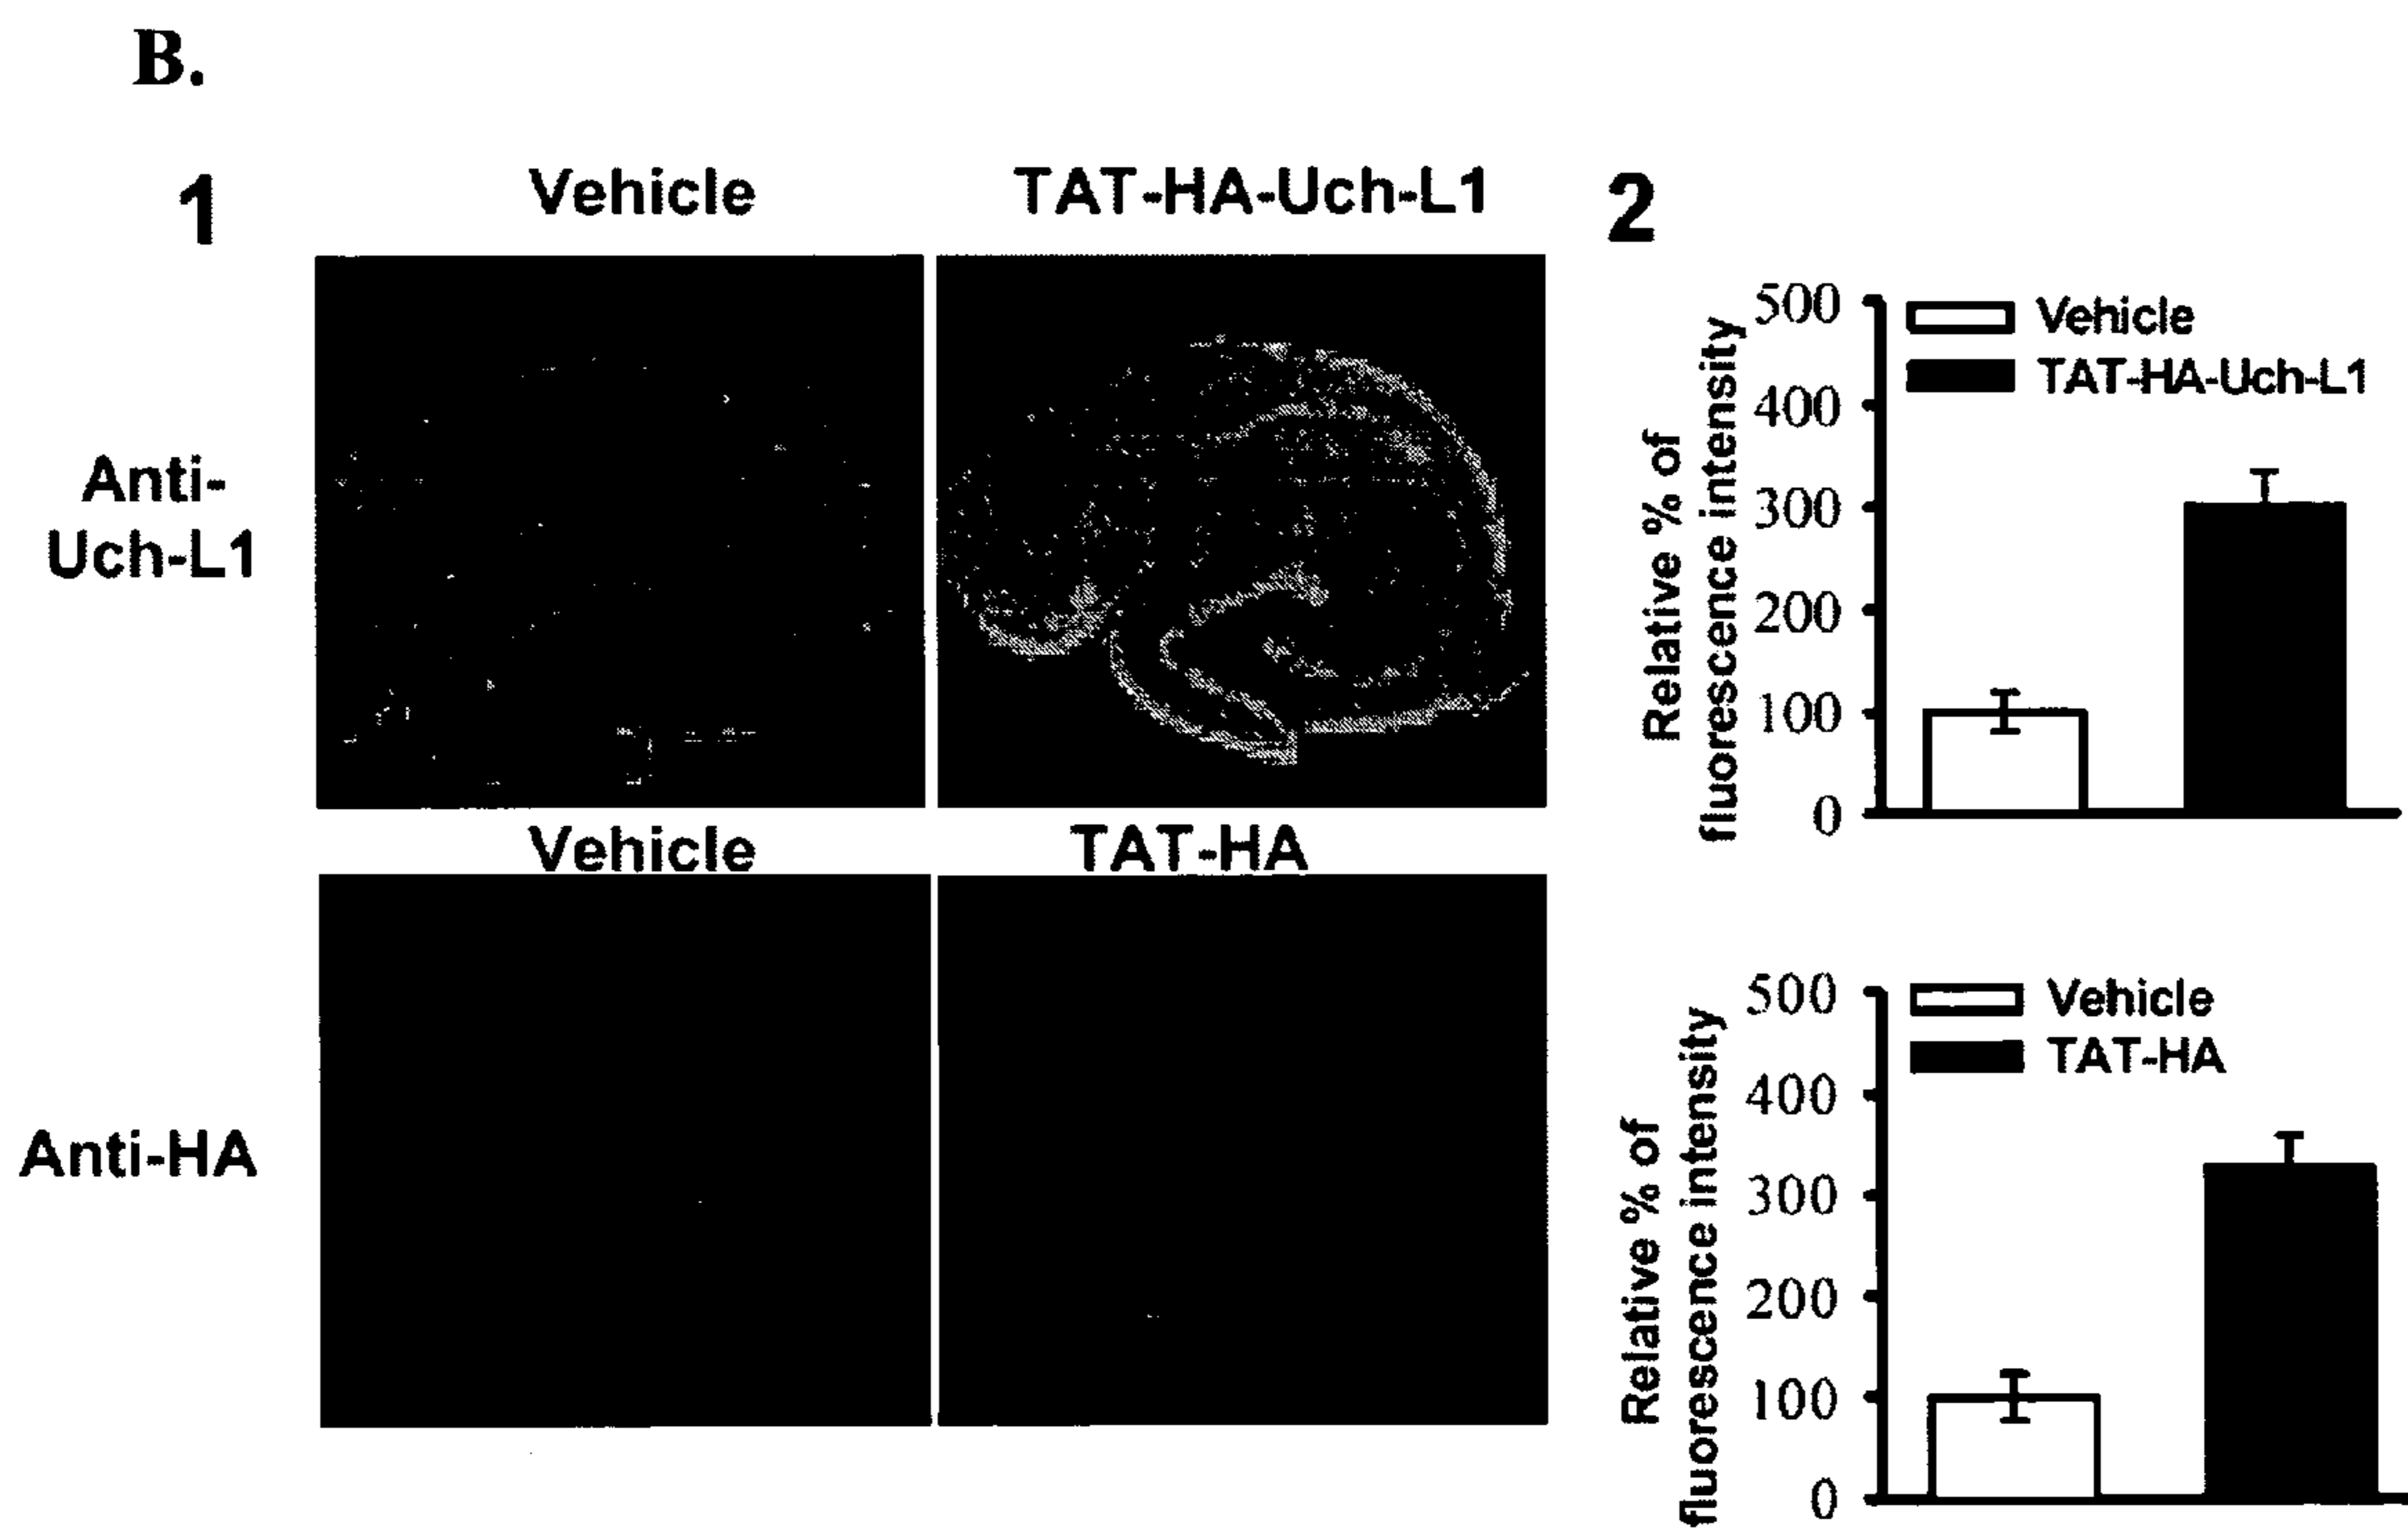 B.
1
Vehicle
TAT-HA-Uch-L1
Anti-
Uch-L1
Vehicle
TAT-HA
Anti-HA
2
Relative % of
fluorescence intensity
500
400
300
200
100
0
Vehicle
TAT-HA-Uch-L1
Relative % of
fluorescence intensity
500
400
300
200
100
0
Vehicle
TAT-HA